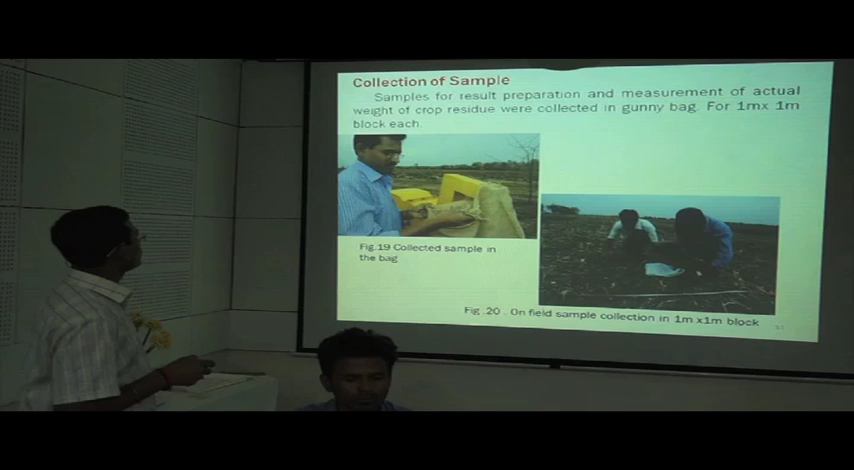 Collection of Sample
Samples for result preparation and measurement of actual
weight of crop residue were collected in gunny bag. For 1mx 1m
block each.
Fig.19 Collected sample in
the bag
Fig .20 . On field sample collection in 1m x1m block